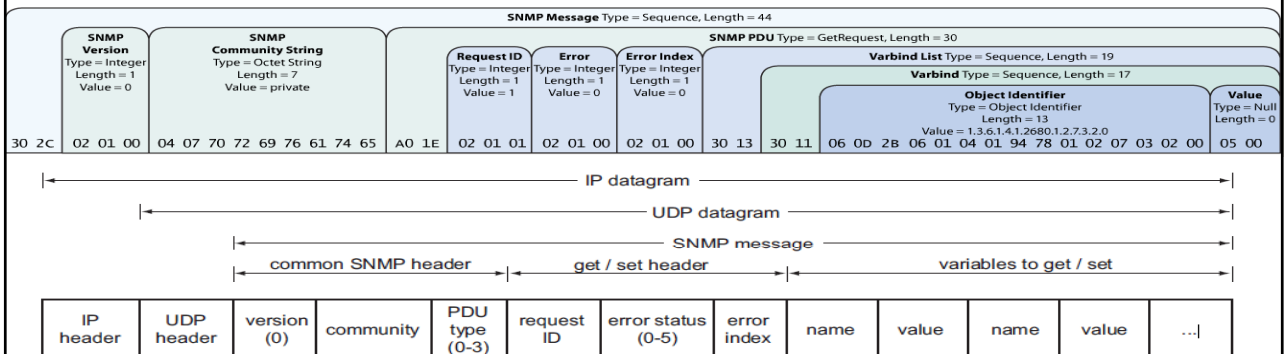 SNMP Message Type = Sequence, Length = 44
SNMP PDU Type = GetRequest, Length = 30
SNMP
Version
Type = Integer
Length = 1
Value = 0
SNMP
Community String
Type = Octet String
Length = 7
Value = private
Request ID
Type = Integer
Length = 1
Value = 1
Error
Type = Integer
Length = 1
Value = 0
Error Index
Type = Integer
Length = 1
Value = 0
Varbind List Type = Sequence, Length = 19
Varbind Type = Sequence, Length = 17
Object Identifier
Type = Object Identifier
Length = 13
Value = 1.3.6.1.4.1.2680.1.2.7.3.2.0
Value
Type = Null
Length = 0
30 2C 02 01 00 04 07 70 72 69 76 61 74 65 A0 1E 02 01 01 02 01 00 02 01 00 30 13 30 11 06 0D 2B 06 01 04 01 94 78 01 02 07 03 02 00 05 00
IP datagram
UDP datagram
SNMP message
common SNMP header get / set header variables to get / set
IP
header
UDP
header
version
(0)
community
PDU
type
(0-3)
request
ID
error status
(0-5)
error
index
name
value
name
value
...|